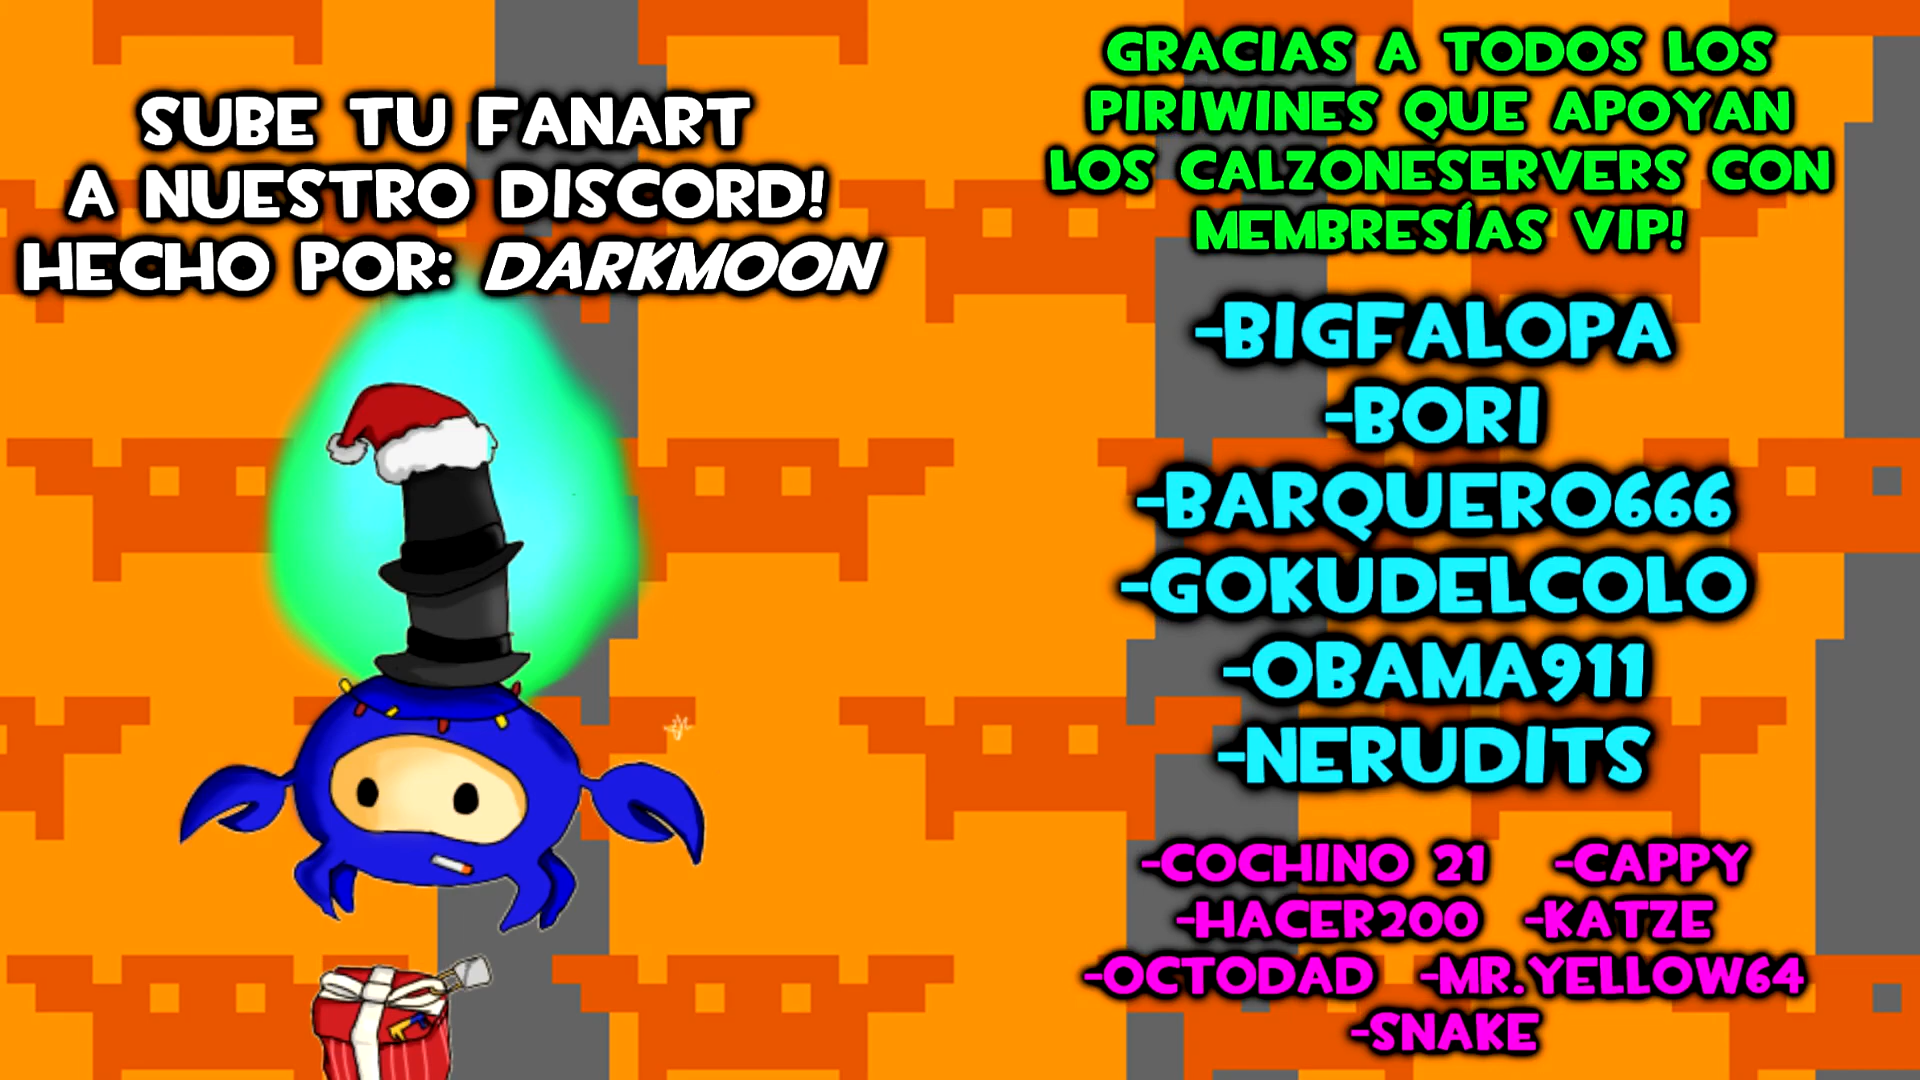 SUBE TU FANART
A NUESTRO DISCORD!
HECHO POR: DARKMOON
GRACIAS A TODOS LOS
PIRIWINES QUE APOYAN
LOS CALZONESERVERS CON
MEMBRESÍAS VIP!
-BIGFALOPA
-BORI
-BARQUERO666
-GOKUDELCOLO
-OBAMA911
-NERUDITS
-COCHINO 21 -CAPPY
-HACER200 -KATZE
-OCTODAD -MR.YELLOW64
-SNAKE